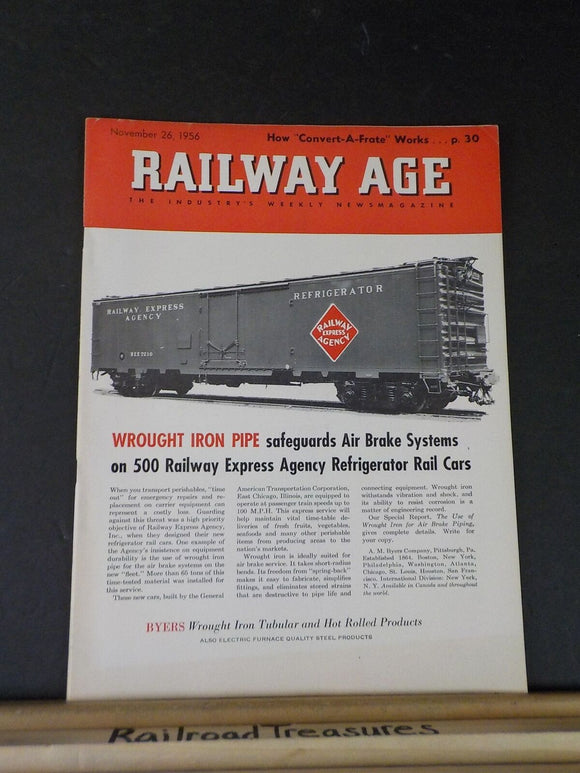 November 26, 1956
How "Convert-A-Frate" Works . . . p. 30
RAILWAY AGE
THE INDUSTRY'S WEEKLY NEWSMAGAZINE
RAILWAY EXPRESS
AGENCY
REFRIGERATOR
RAILWAY
EXPRESS
AGENCY
WROUGHT IRON PIPE safeguards Air Brake Systems
on 500 Railway Express Agency Refrigerator Rail Cars
When you transport perishables, "time
out" for emergency repairs and re-
placement on carrier equipment can
represent a costly loss. Guarding
against this threat was a high priority
objective of Railway Express Agency,
Inc., when they designed their new
refrigerator rail cars. One example of
the Agency's insistence on equipment
durability is the use of wrought iron
pipe for the air brake systems on the
new "fleet." More than 65 tons of this
time-tested material was installed for
this service.
These new cars, built by the General
American Transportation Corporation,
East Chicago, Illinois, are equipped to
operate at passenger train speeds up to
100 M.P.H. This express service will
help maintain vital time-table de-
liveries of fresh fruits, vegetables,
seafoods and many other perishable
items from producing areas to the
nation's markets.
Wrought iron is ideally suited for
air brake service. It takes short-radius
bends. Its freedom from "spring-back"
makes it easy to fabricate, simplifies
fittings, and eliminates stored strains
that are destructive to pipe life and
connecting equipment. Wrought iron
withstands vibration and shock, and
its ability to resist corrosion is a
matter of engineering record.
Our Special Report, The Use of
Wrought Iron for Air Brake Piping,
gives complete details. Write for
your copy.
A. M. Byers Company, Pittsburgh, Pa.
Established 1864. Boston, New York,
Philadelphia, Washington, Atlanta,
Chicago, St. Louis, Houston, San Fran-
cisco. International Division: New York,
N. Y. Available in Canada and throughout
the world.
BYERS Wrought Iron Tubular and Hot Rolled Products
ALSO ELECTRIC FURNACE QUALITY STEEL PRODUCTS
Railroad Treasures